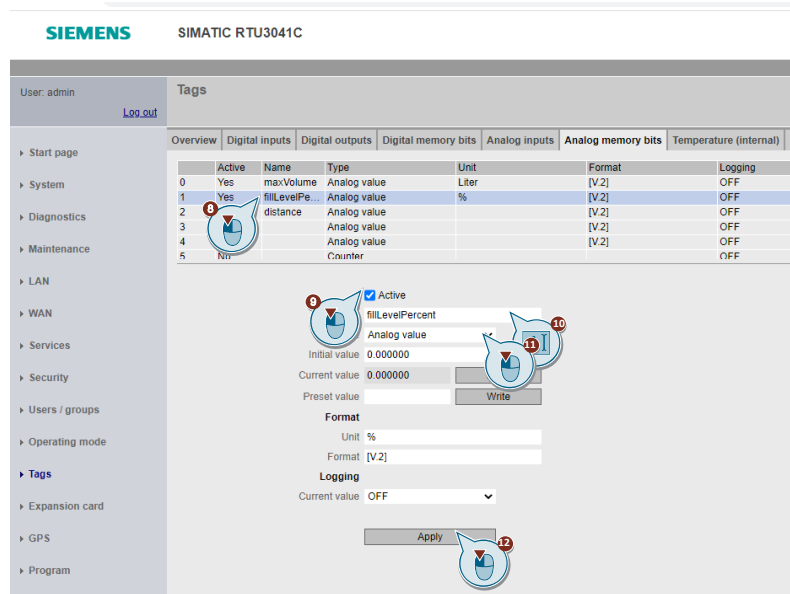 SIEMENS SIMATIC RTU3041C
User: admin
Log out
Tags
Overview Digital inputs Digital outputs Digital memory bits Analog inputs Analog memory bits Temperature (internal)
Start page
System
Diagnostics
Maintenance
LAN
WAN
Services
Security
Users / groups
Operating mode
Tags
Expansion card
GPS
Program
Active Name Type Unit Format Logging
0 Yes maxVolume Analog value Liter [V.2] OFF
1 Yes fillLevelPe... Analog value % [V.2] OFF
2 distance Analog value [V.2] OFF
3 Analog value [V.2] OFF
4 Analog value [V.2] OFF
5 No Counter OFF
8
9
10
11
12
Active
fillLevelPercent
Analog value
Initial value 0.000000
Current value 0.000000
Preset value Write
Format
Unit %
Format [V.2]
Logging
Current value OFF
Apply